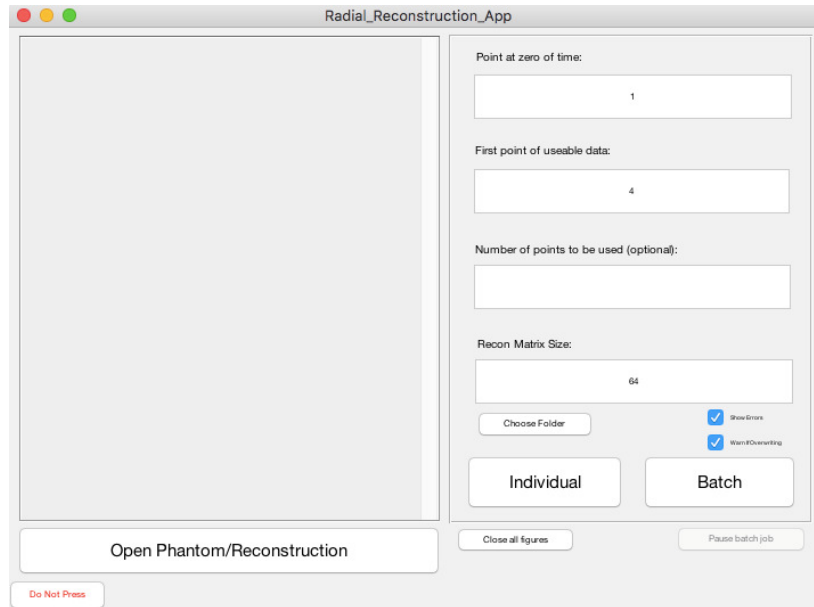 Radial_Reconstruction_App
Point at zero of time:
1
First point of useable data:
4
Number of points to be used (optional):
Recon Matrix Size:
64
Choose Folder
Show Errors
Warn If Overwriting
Individual
Batch
Open Phantom/Reconstruction
Close all figures
Pause batch job
Do Not Press